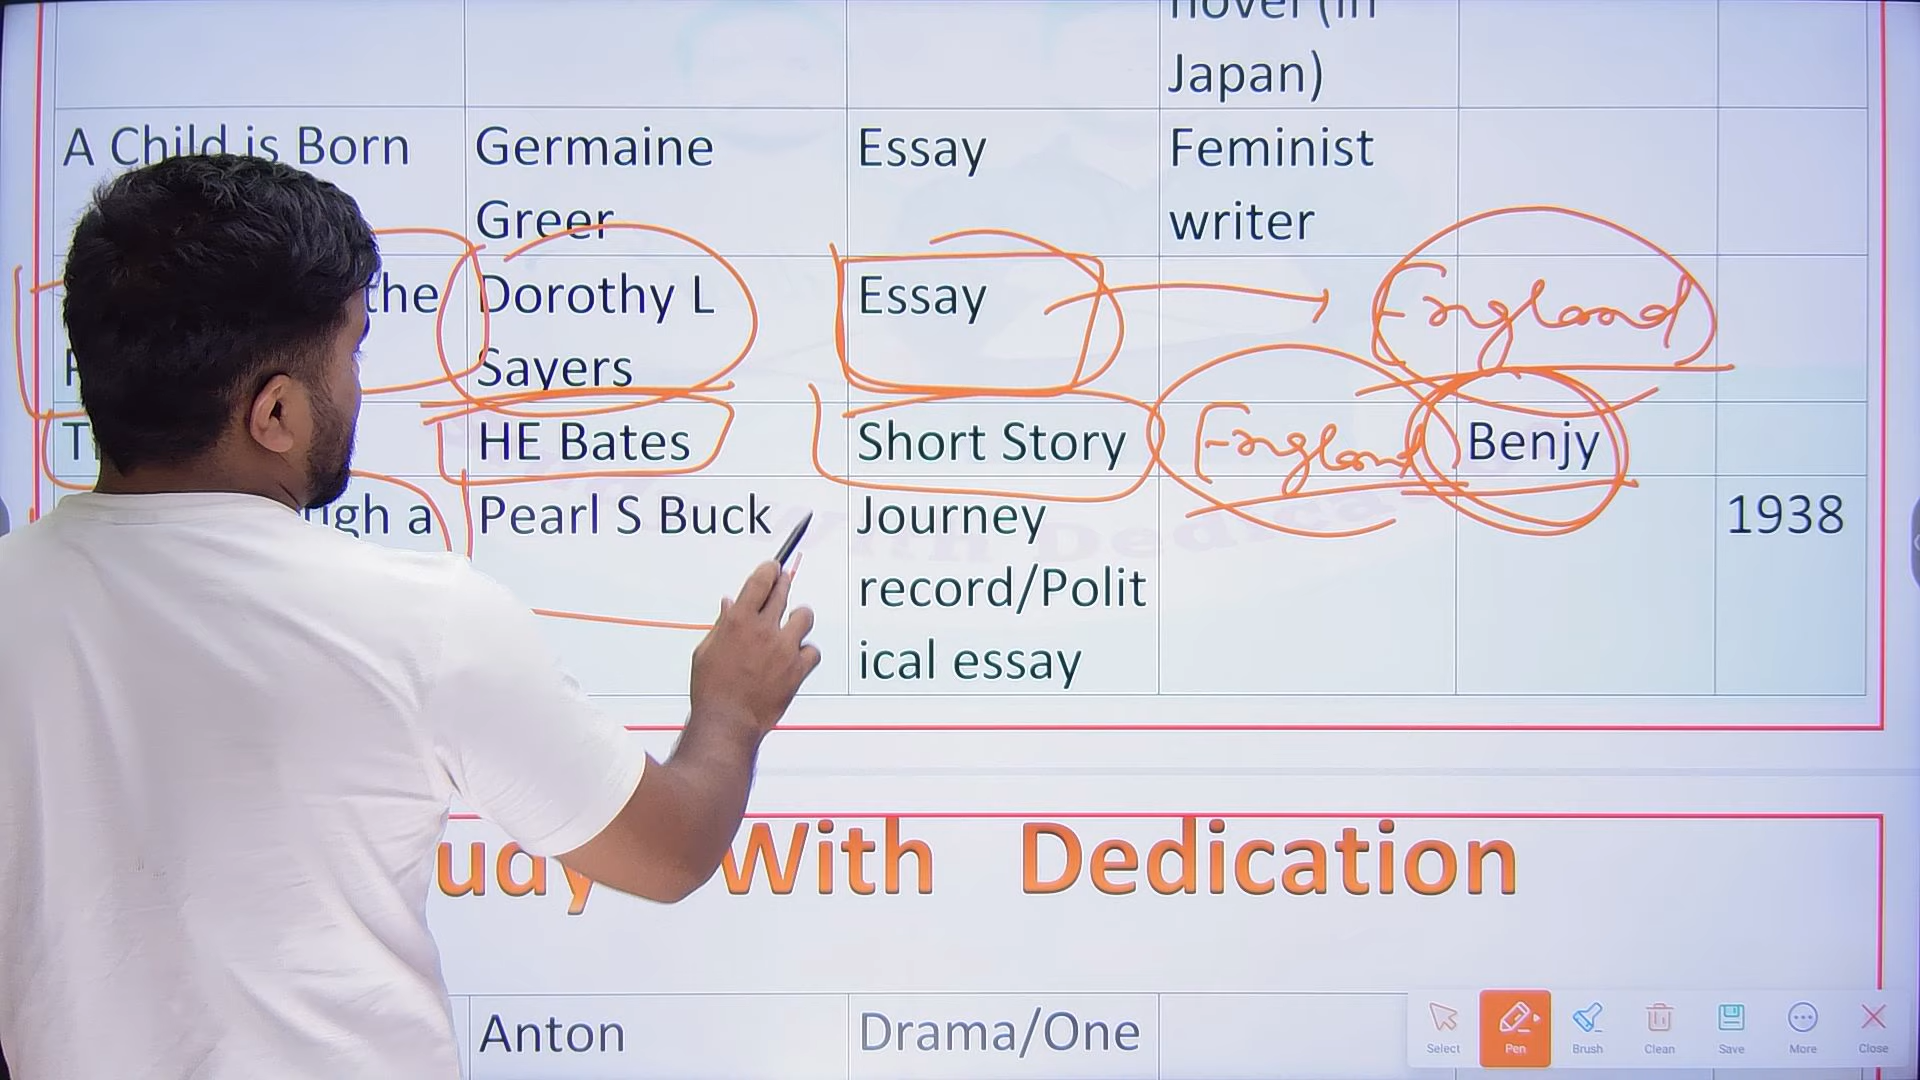 novel (in
Japan)
A Child is Born Germaine Essay Feminist
Greer writer
the Dorothy L Essay England
Sayers
HE Bates Short Story England Benjy
a Pearl S Buck Journey 1938
record/Polit
ical essay
With Dedication
Anton Drama/One
Select Pen Brush Clean Save More Close